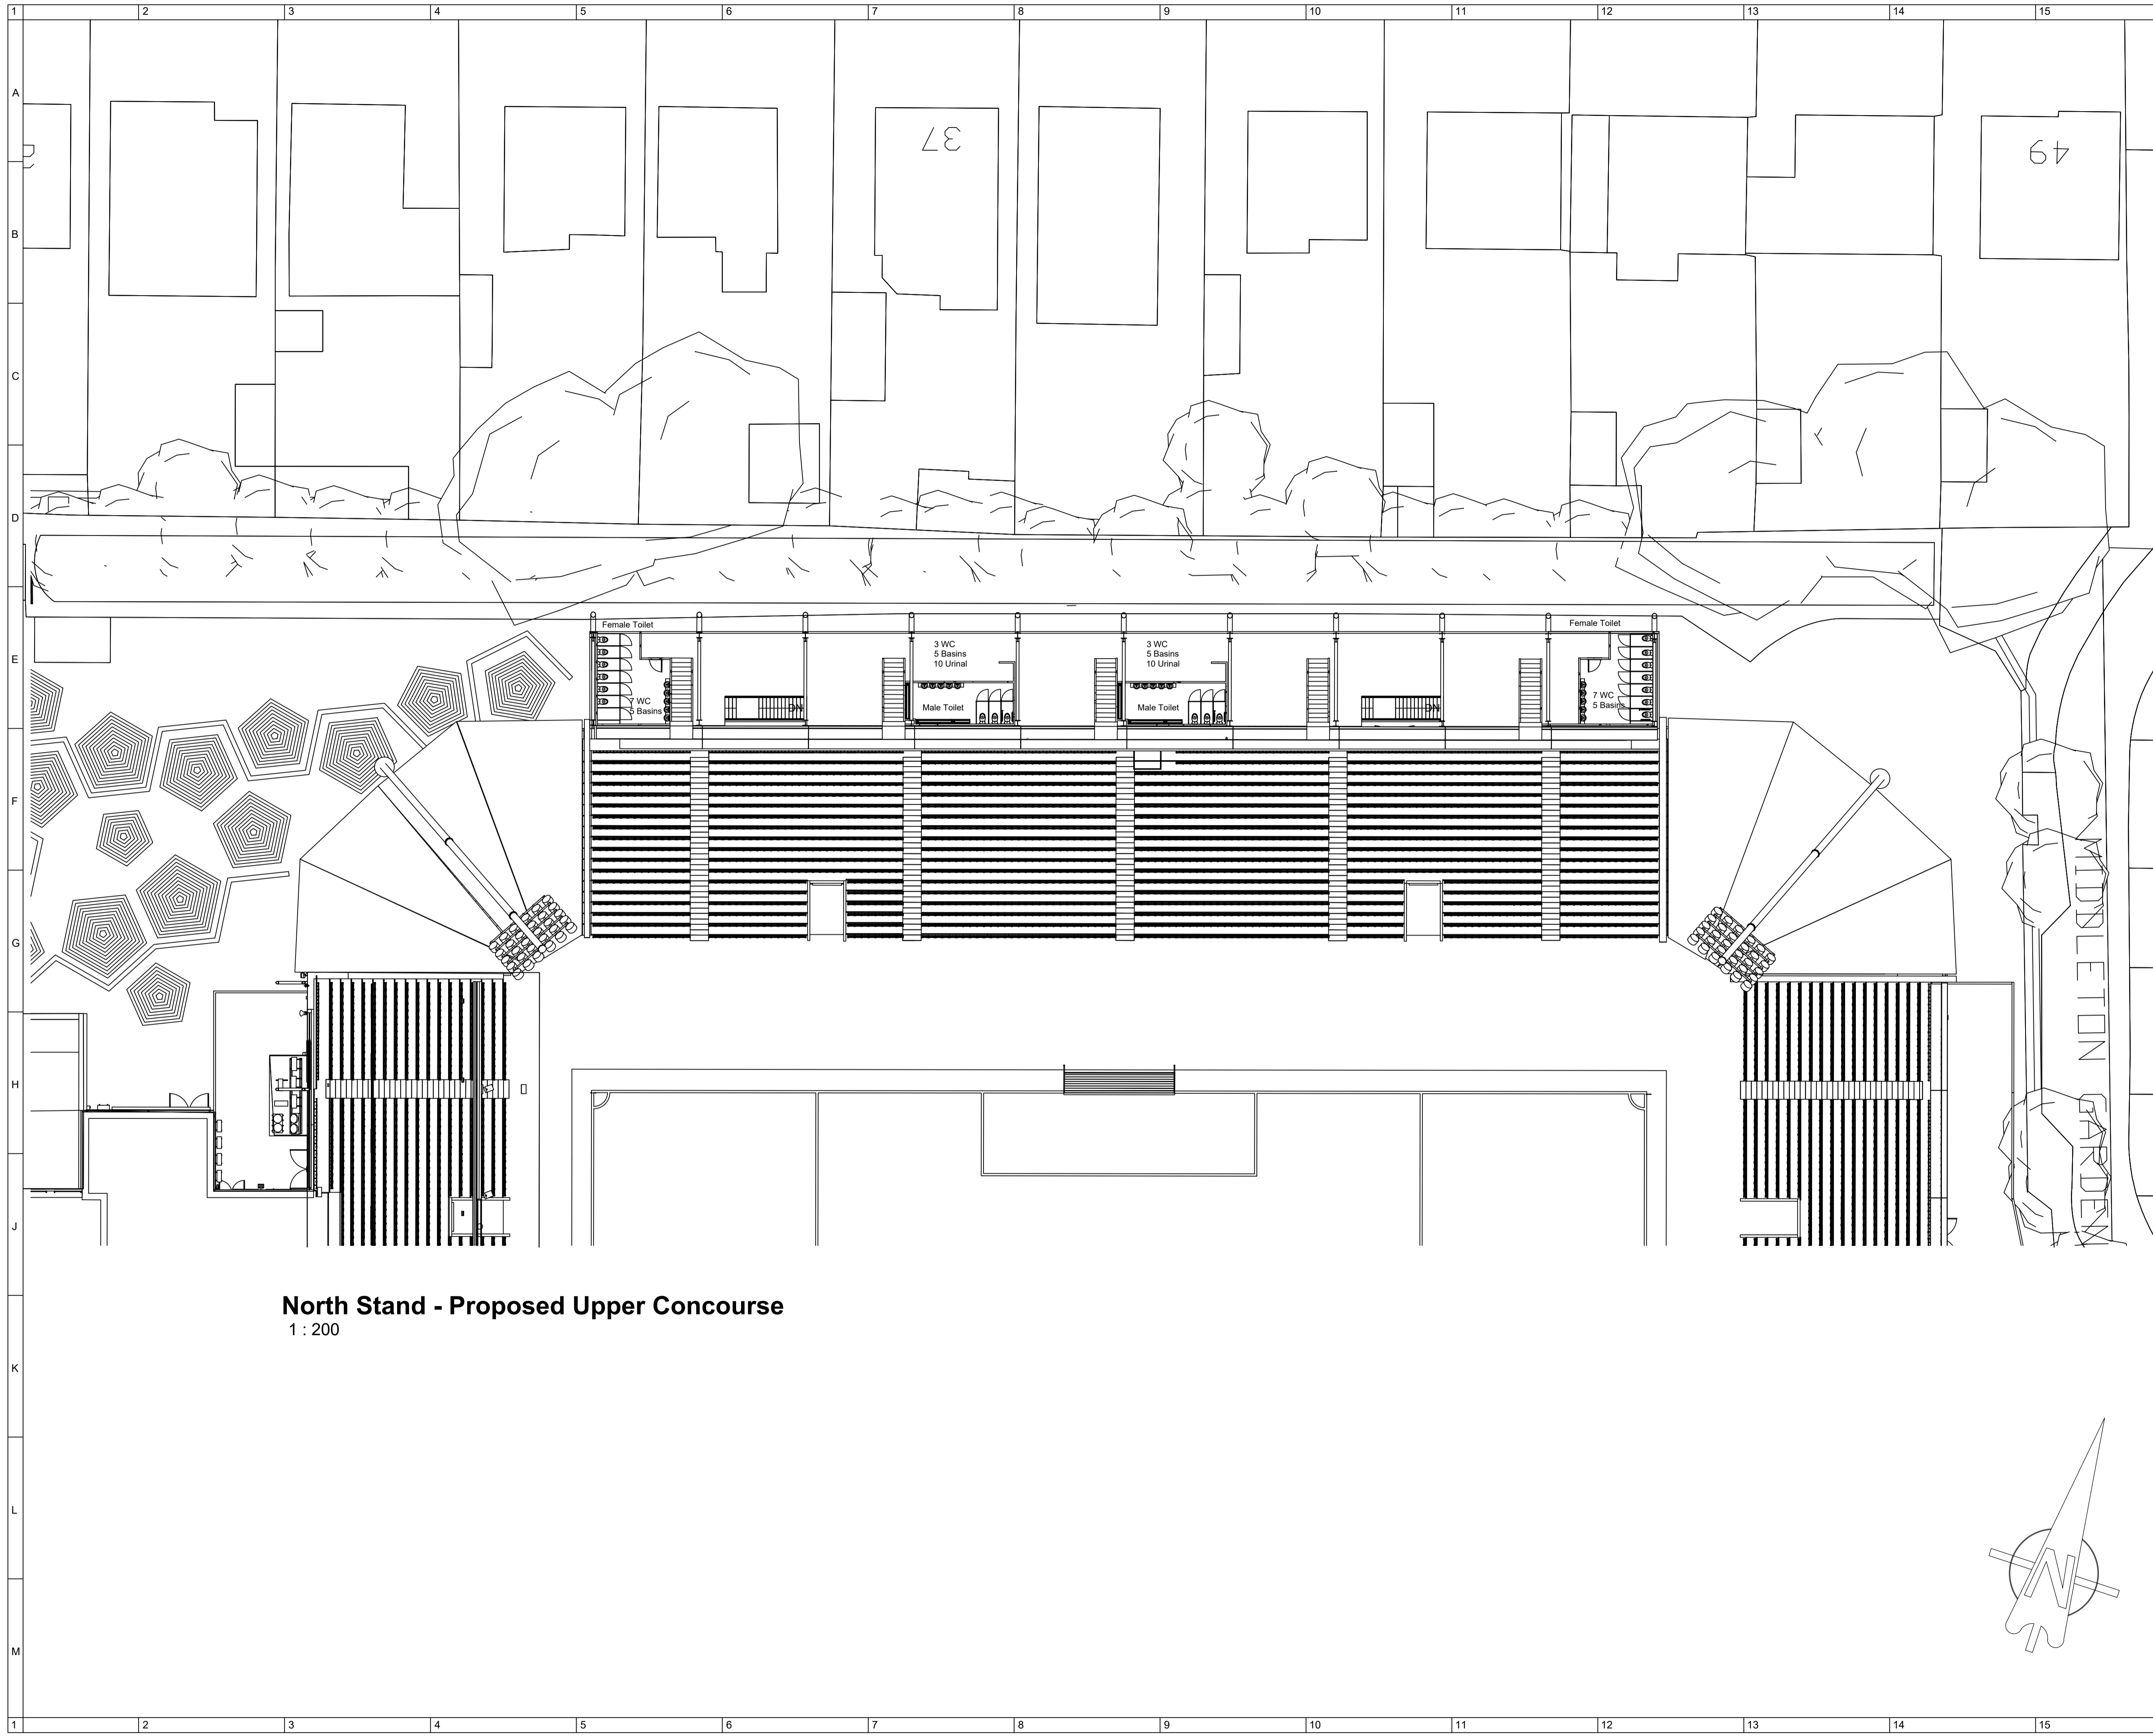 1 2 3 4 5 6 7 8 9 10 11 12 13 14 15
A
B
C
D
E
F
G
H
J
K
L
M
37
49
Female Toilet
7 WC
5 Basins
DN
3 WC
5 Basins
10 Urinal
Male Toilet
3 WC
5 Basins
10 Urinal
Male Toilet
DN
Female Toilet
7 WC
5 Basins
MIDDLETON GARDEN
North Stand - Proposed Upper Concourse
1 : 200
N
1 2 3 4 5 6 7 8 9 10 11 12 13 14 15